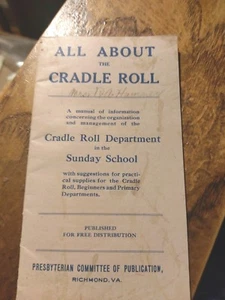 ALL ABOUT
THE
CRADLE ROLL
A manual of information
concerning the organization
and management of the
Cradle Roll Department
in the
Sunday School
with suggestions for practi-
cal supplies for the Cradle
Roll, Beginners and Primary
Departments.
PUBLISHED
FOR FREE DISTRIBUTION
PRESBYTERIAN COMMITTEE OF PUBLICATION,
RICHMOND, VA.